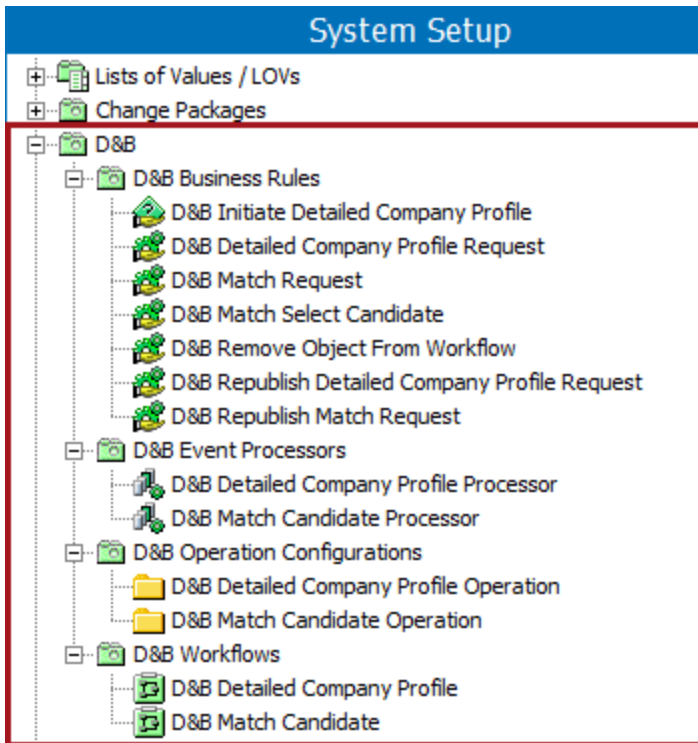 System Setup
Lists of Values / LOVs
Change Packages
D&B
D&B Business Rules
D&B Initiate Detailed Company Profile
D&B Detailed Company Profile Request
D&B Match Request
D&B Match Select Candidate
D&B Remove Object From Workflow
D&B Republish Detailed Company Profile Request
D&B Republish Match Request
D&B Event Processors
D&B Detailed Company Profile Processor
D&B Match Candidate Processor
D&B Operation Configurations
D&B Detailed Company Profile Operation
D&B Match Candidate Operation
D&B Workflows
D&B Detailed Company Profile
D&B Match Candidate